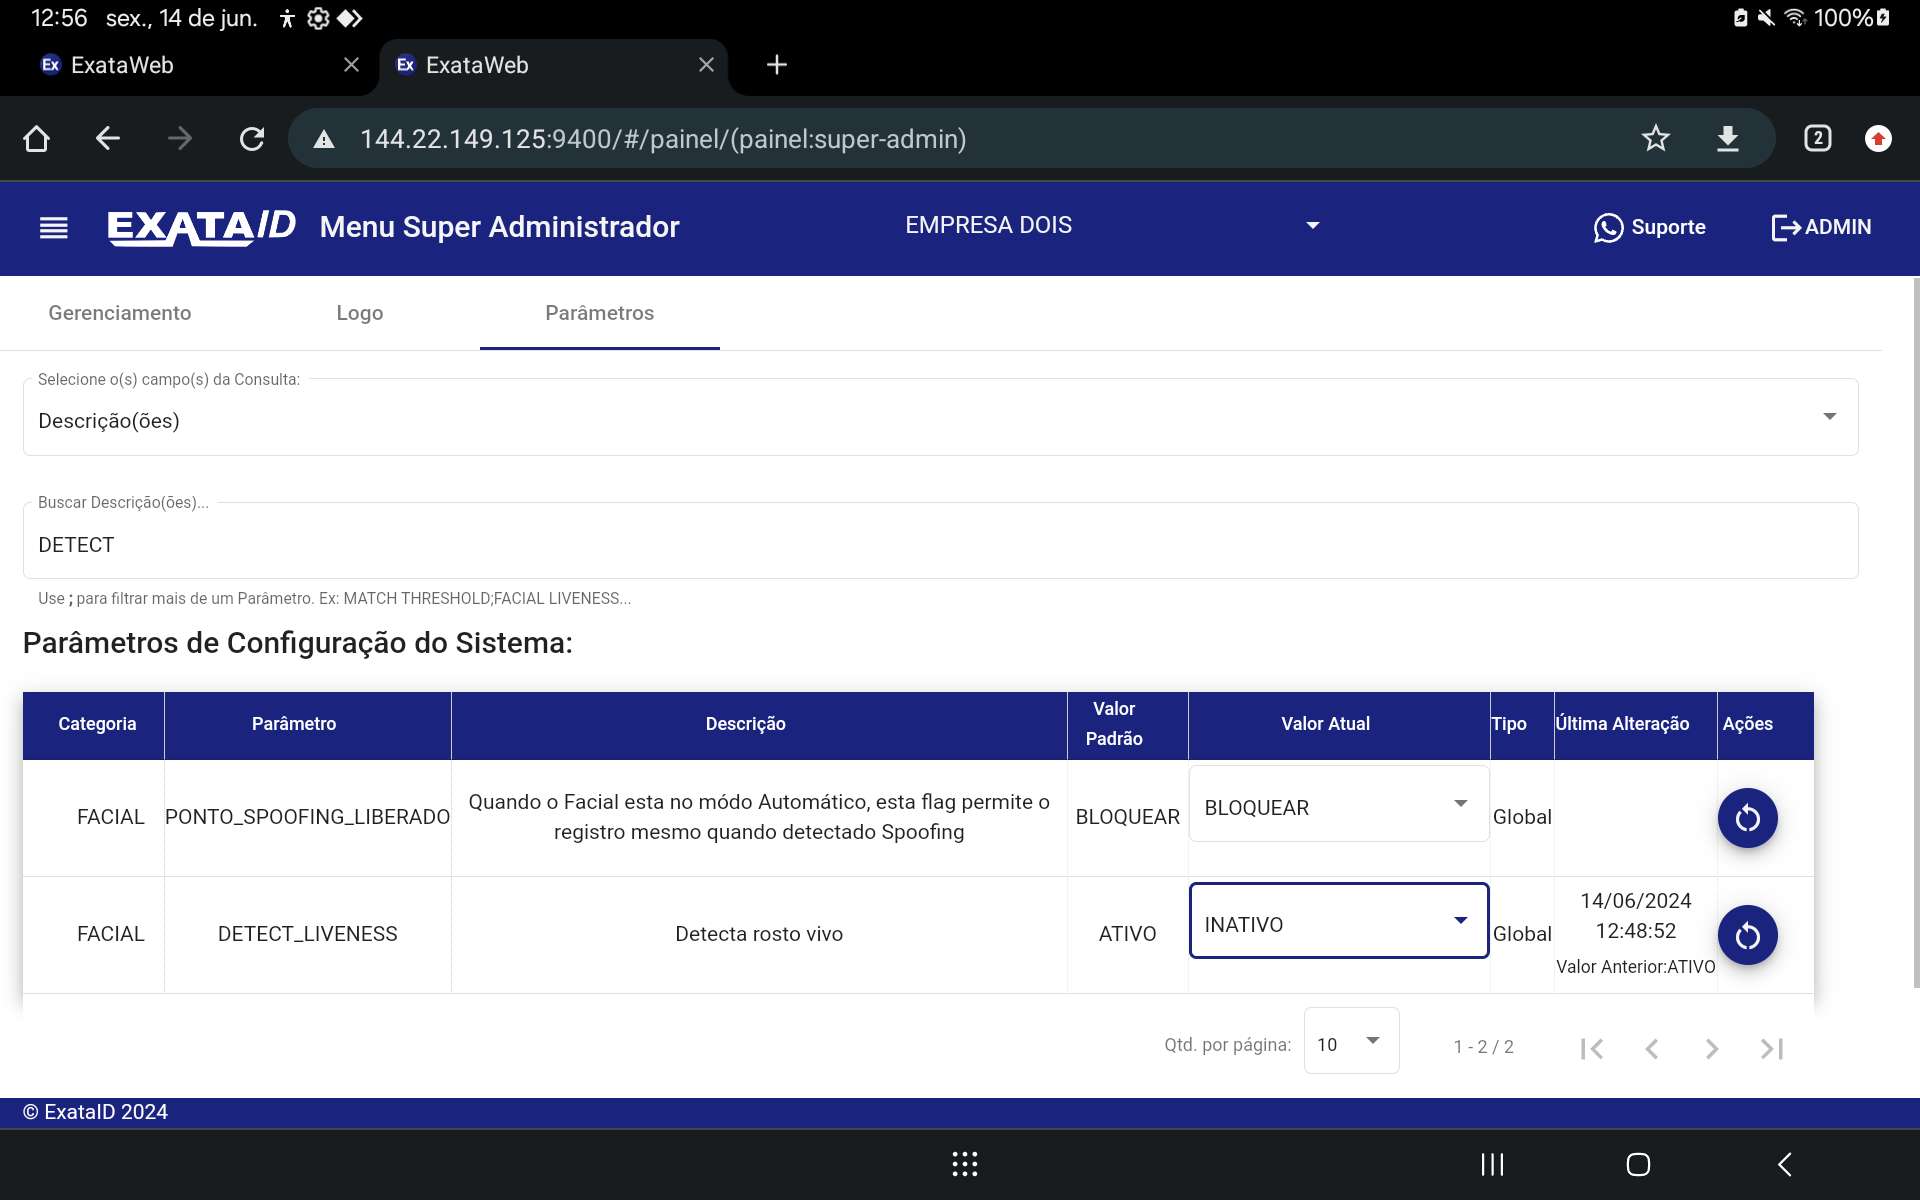 12:56 sex., 14 de jun.
100%
Ex ExataWeb
Ex ExataWeb
144.22.149.125:9400/#/painel/(painel:super-admin)
2
EXATA/ID Menu Super Administrador
EMPRESA DOIS
Suporte
ADMIN
Gerenciamento
Logo
Parâmetros
Selecione o(s) campo(s) da Consulta:
Descrição(ões)
Buscar Descrição(ões)...
DETECT
Use ; para filtrar mais de um Parâmetro. Ex: MATCH THRESHOLD;FACIAL LIVENESS...
Parâmetros de Configuração do Sistema:
Categoria
Parâmetro
Descrição
Valor
Padrão
Valor Atual
Tipo
Última Alteração
Ações
FACIAL
PONTO_SPOOFING_LIBERADO
Quando o Facial esta no módo Automático, esta flag permite o
registro mesmo quando detectado Spoofing
BLOQUEAR
BLOQUEAR
Global
FACIAL
DETECT_LIVENESS
Detecta rosto vivo
ATIVO
INATIVO
Global
14/06/2024
12:48:52
Valor Anterior:ATIVO
Qtd. por página:
10
1 - 2 / 2
© ExataID 2024